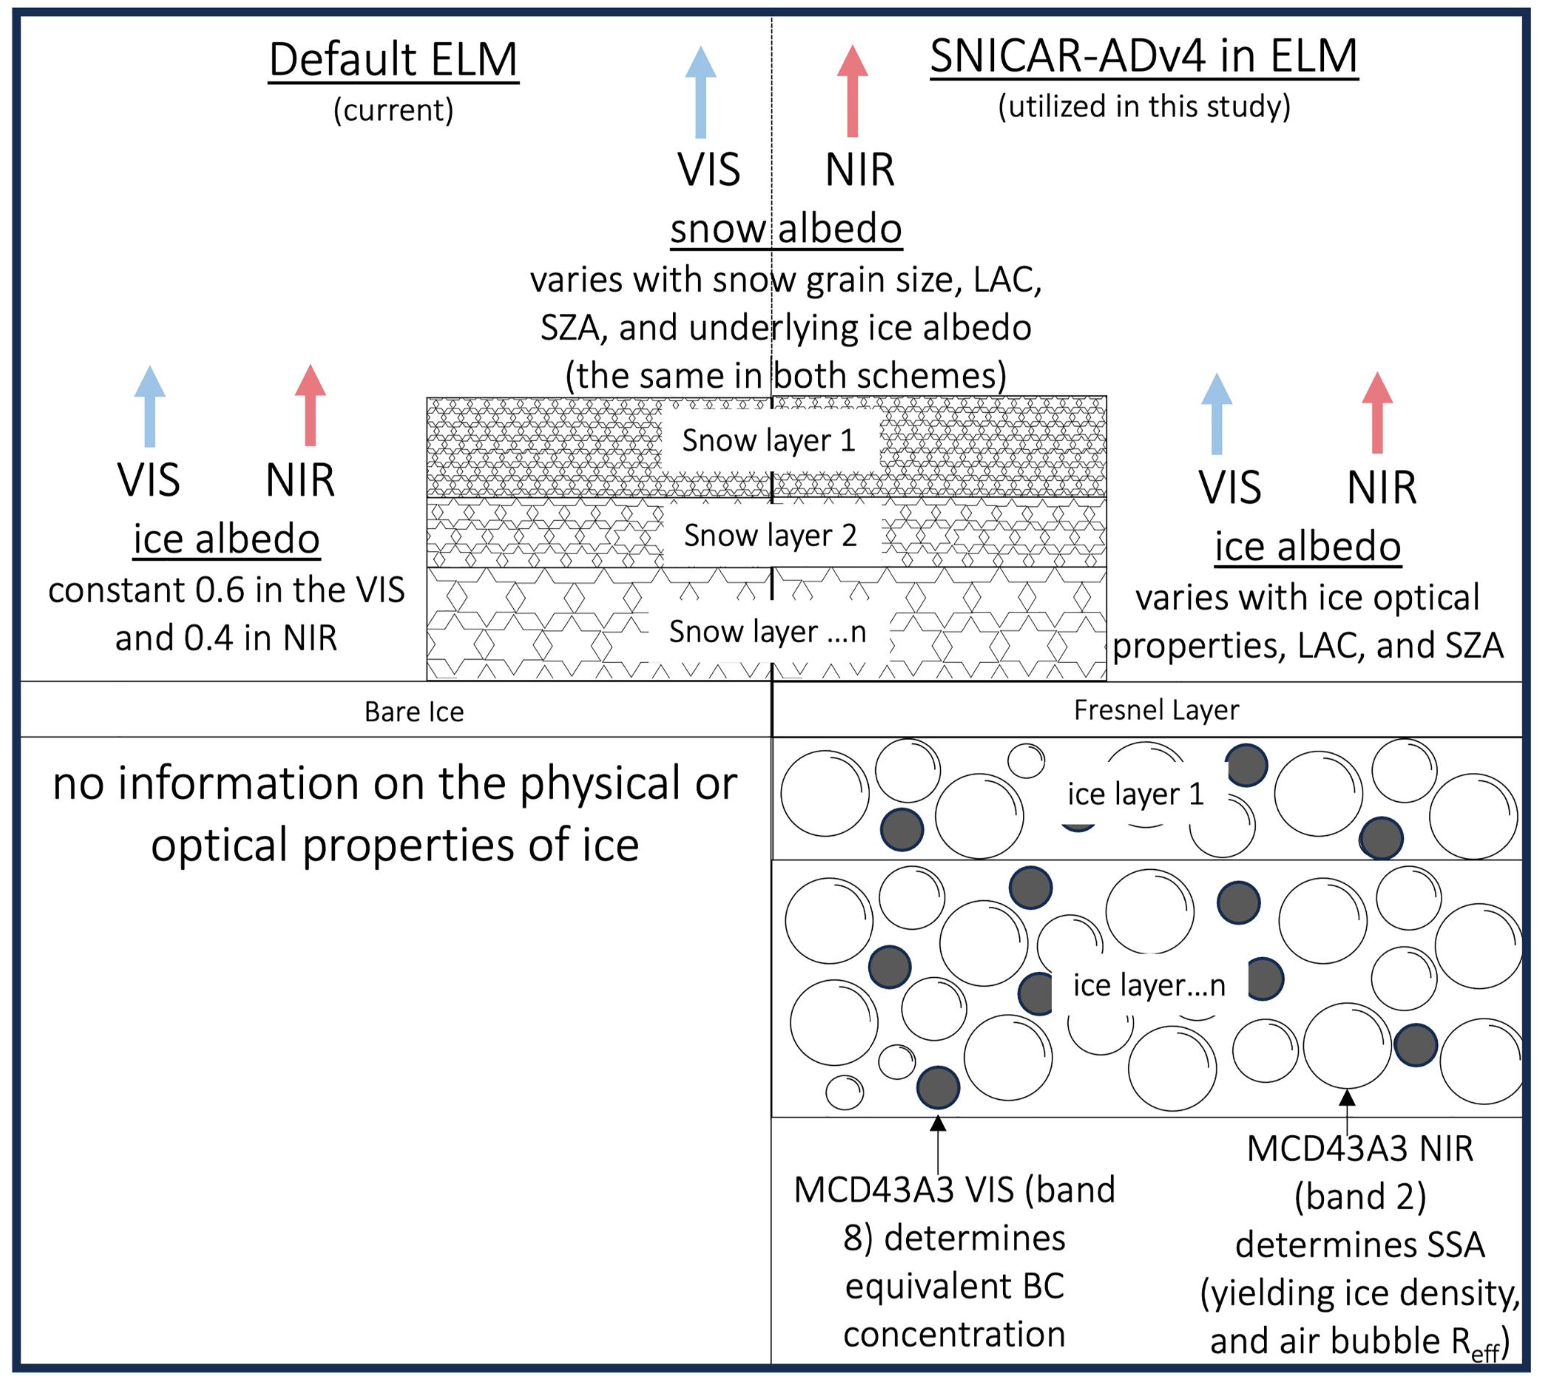 Default ELM
(current)
SNICAR-ADv4 in ELM
(utilized in this study)
VIS NIR
snow albedo
varies with snow grain size, LAC,
SZA, and underlying ice albedo
(the same in both schemes)
VIS NIR
ice albedo
constant 0.6 in the VIS
and 0.4 in NIR
Snow layer 1
Snow layer 2
Snow layer ...n
VIS NIR
ice albedo
varies with ice optical
properties, LAC, and SZA
Bare Ice
Fresnel Layer
no information on the physical or
optical properties of ice
ice layer 1
ice layer...n
MCD43A3 VIS (band
8) determines
equivalent BC
concentration
MCD43A3 NIR
(band 2)
determines SSA
(yielding ice density,
and air bubble Reff)